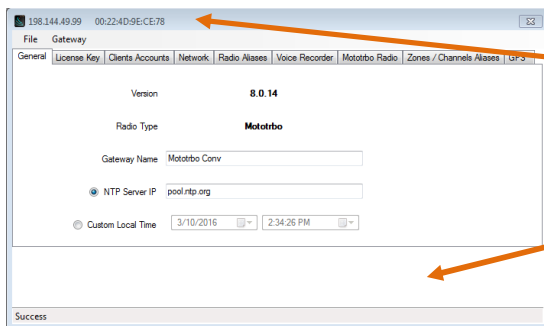 198.144.49.99 00:22:4D:9E:CE:78
File Gateway
General License Key Clients Accounts Network Radio Aliases Voice Recorder Mototrbo Radio Zones / Channels Aliases GPS
Version 8.0.14
Radio Type Mototrbo
Gateway Name Mototrbo Conv
NTP Server IP pool.ntp.org
Custom Local Time 3/10/2016 2:34:26 PM
Success